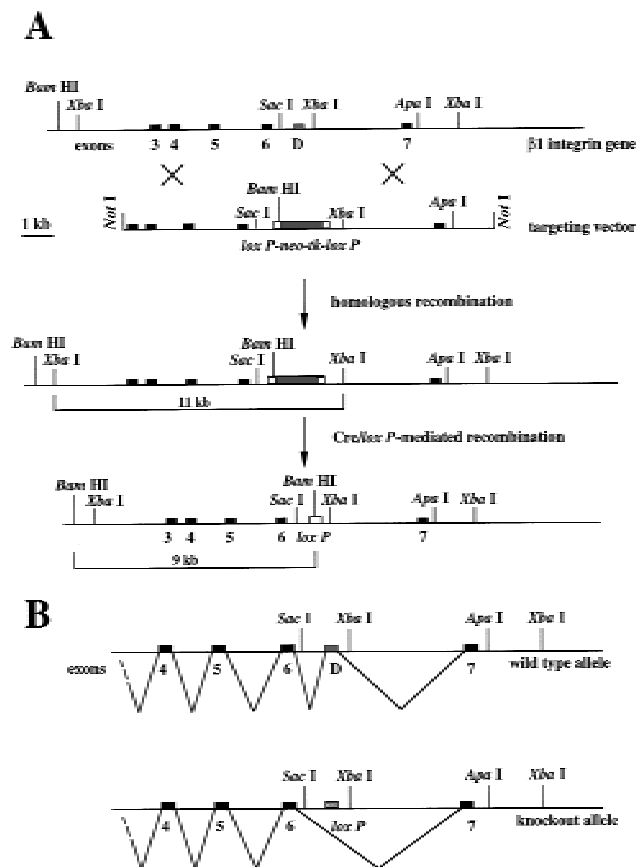 A
Bam HI
Xba I
Sac I Xba I
Apa I Xba I
exons 3 4 5 6 D 7 β1 integrin gene
Bam HI
Not I
Sac I
Xba I
Apa I
Not I
1 kb
targeting vector
lox P-neo-tk-lox P
homologous recombination
Bam HI
Xba I
Bam HI
Sac I
Xba I
Apa I Xba I
11 kb
Cre/lox P-mediated recombination
Bam HI
Xba I
Bam HI
Sac I Xba I
Apa I Xba I
3 4 5 6 lox P 7
9 kb
B
Sac I Xba I
Apa I Xba I
exons 4 5 6 D 7 wild type allele
Sac I Xba I
Apa I Xba I
4 5 6 lox P 7 knockout allele